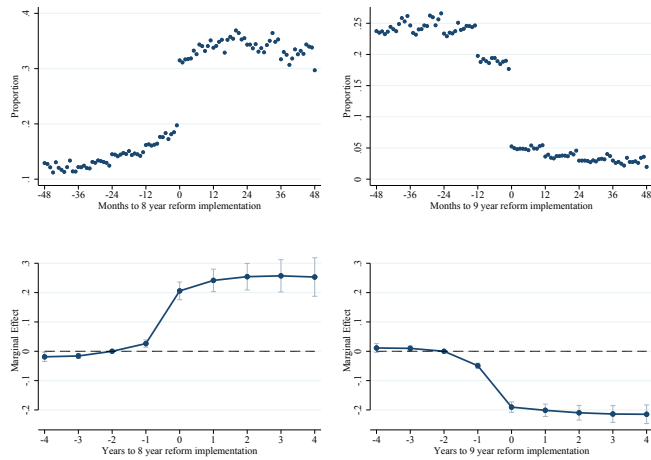 .4
.3
.2
.1
Proportion
-48 -36 -24 -12 0 12 24 36 48
Months to 8 year reform implementation
.25
.2
.15
.1
.05
0
Proportion
-48 -36 -24 -12 0 12 24 36 48
Months to 9 year reform implementation
.3
.2
.1
0
-.1
-.2
Marginal Effect
-4 -3 -2 -1 0 1 2 3 4
Years to 8 year reform implementation
.3
.2
.1
0
-.1
-.2
Marginal Effect
-4 -3 -2 -1 0 1 2 3 4
Years to 9 year reform implementation